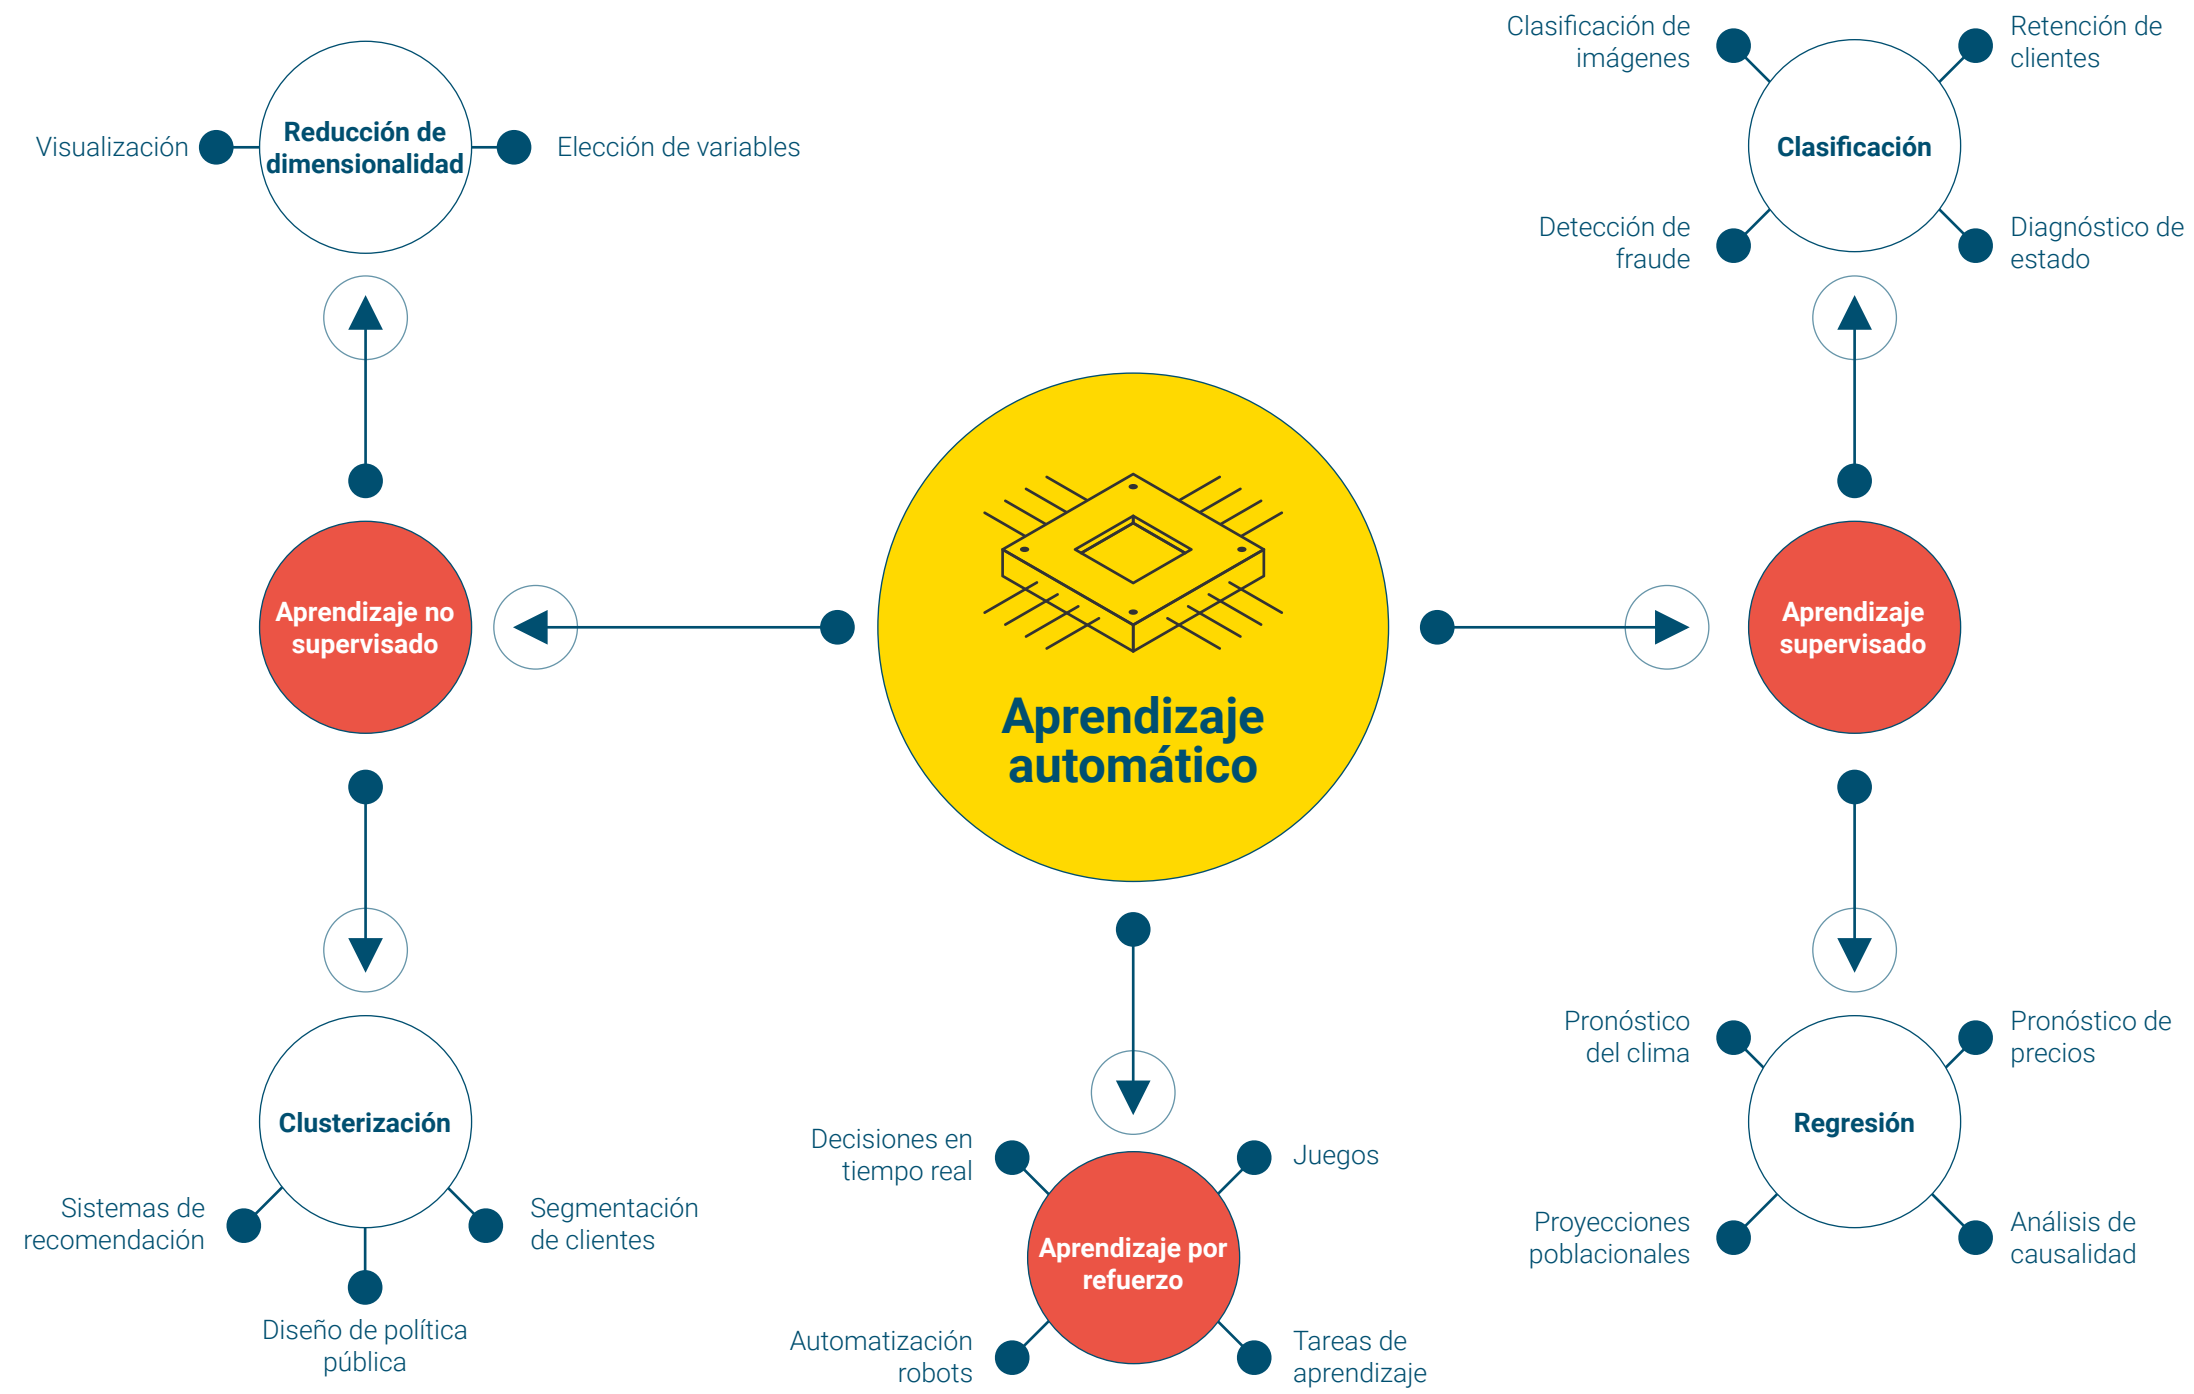 Clasificación de
imágenes
Retención de
clientes
Visualización
Reducción de
dimensionalidad
Elección de variables
Clasificación
Detección de
fraude
Diagnóstico de
estado
Aprendizaje no
supervisado
Aprendizaje
automático
Aprendizaje
supervisado
Clusterización
Sistemas de
recomendación
Segmentación
de clientes
Diseño de política
pública
Decisiones en
tiempo real
Juegos
Aprendizaje por
refuerzo
Automatización
robots
Tareas de
aprendizaje
Pronóstico
del clima
Pronóstico de
precios
Regresión
Proyecciones
poblacionales
Análisis de
causalidad